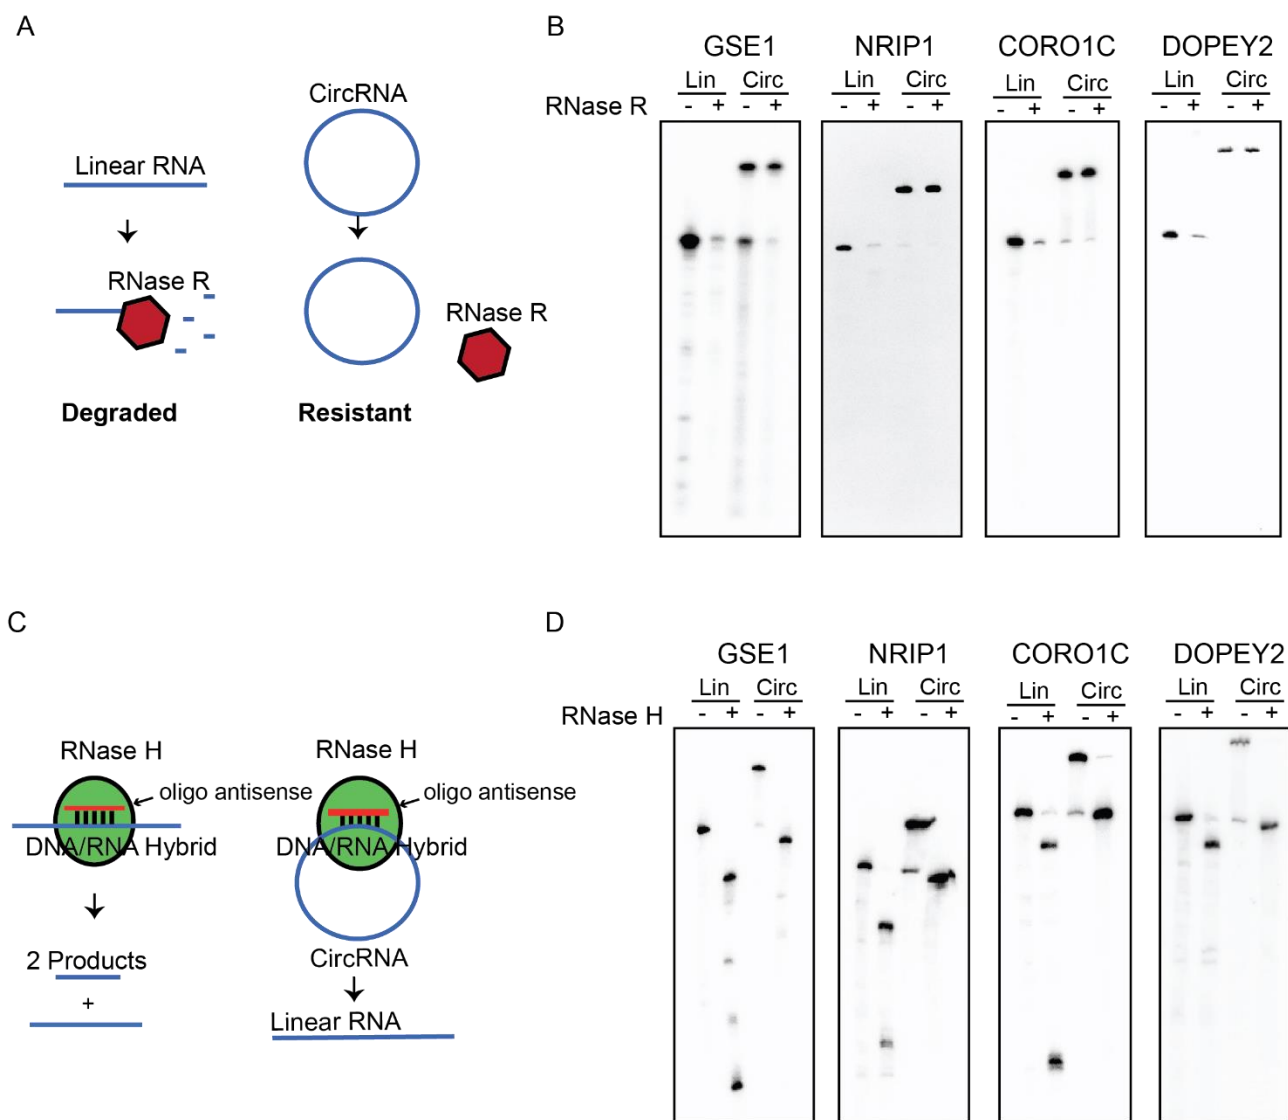 A
Linear RNA
RNase R
Degraded
CircRNA
RNase R
Resistant
B
GSE1 NRIP1 CORO1C DOPEY2
Lin Circ Lin Circ Lin Circ Lin Circ
RNase R - + - + - + - + - + - + - + - +
C
RNase H
oligo antisense
DNA/RNA Hybrid
2 Products
+
RNase H
oligo antisense
DNA/RNA Hybrid
CircRNA
Linear RNA
D
GSE1 NRIP1 CORO1C DOPEY2
Lin Circ Lin Circ Lin Circ Lin Circ
RNase H - + - + - + - + - + - + - + - +